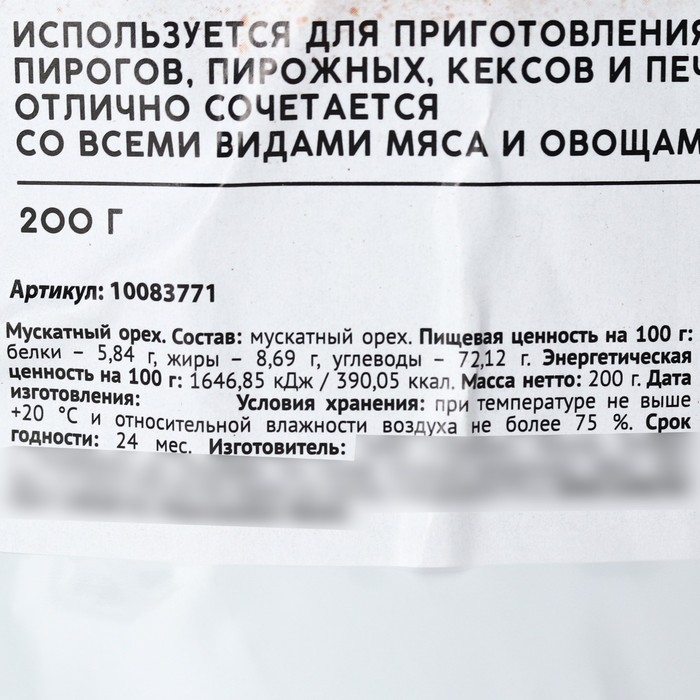 ИСПОЛЬЗУЕТСЯ ДЛЯ ПРИГОТОВЛЕНИЯ
ПИРОГОВ, ПИРОЖНЫХ, КЕКСОВ И ПЕЧ
ОТЛИЧНО СОЧЕТАЕТСЯ
СО ВСЕМИ ВИДАМИ МЯСА И ОВОЩАМ
200 Г
Артикул: 10083771
Мускатный орех. Состав: мускатный орех. Пищевая ценность на 100 г:
белки – 5,84 г, жиры – 8,69 г, углеводы – 72,12 г. Энергетическая
ценность на 100 г: 1646,85 кДж / 390,05 ккал. Масса нетто: 200 г. Дата
изготовления: Условия хранения: при температуре не выше
+20 °С и относительной влажности воздуха не более 75 %. Срок
годности: 24 мес. Изготовитель: